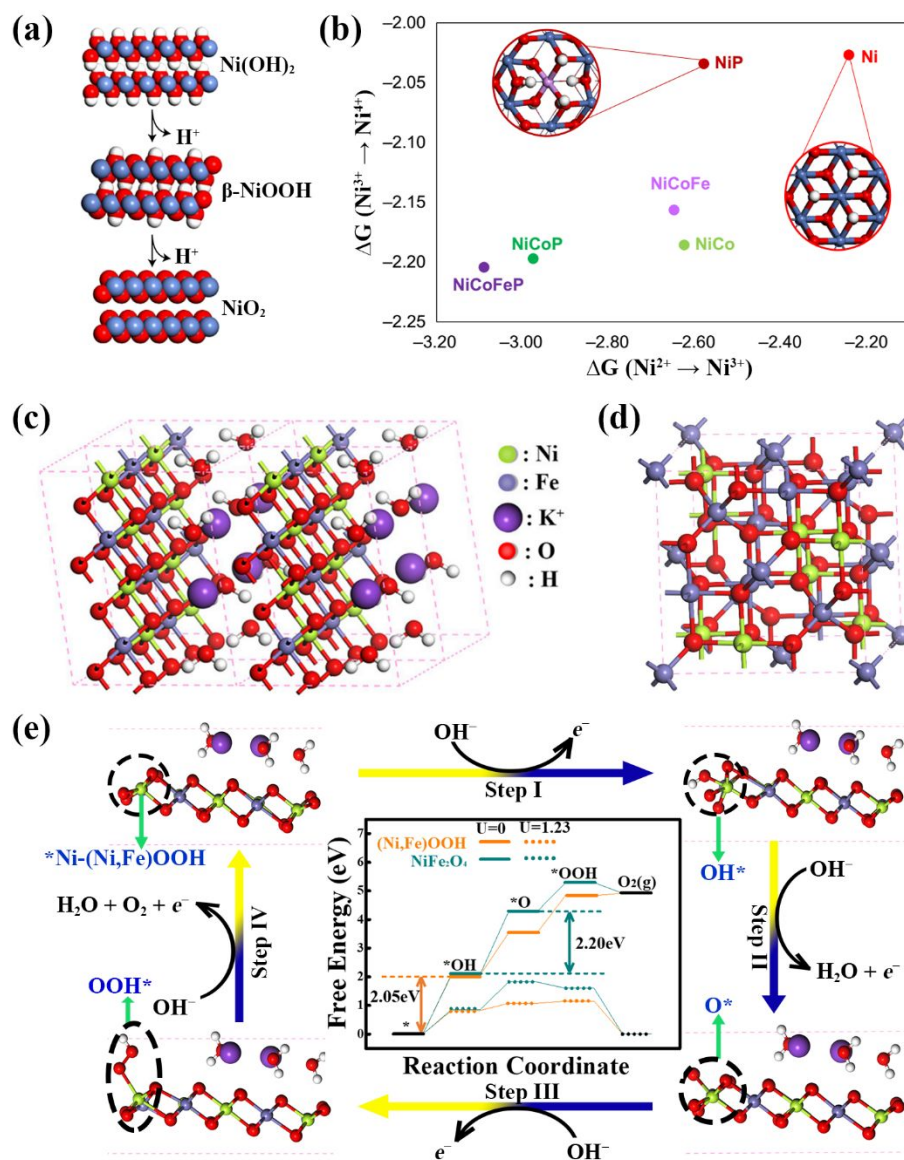 (a)
Ni(OH)₂
H⁺
β-NiOOH
H⁺
NiO₂
(b)
ΔG (Ni³⁺ → Ni⁴⁺)
–2.00
–2.05
–2.10
–2.15
–2.20
–2.25
NiP
Ni
NiCoFe
NiCo
NiCoP
NiCoFeP
–3.20 –3.00 –2.80 –2.60 –2.40 –2.20
ΔG (Ni²⁺ → Ni³⁺)
(c)
: Ni
: Fe
: K⁺
: O
: H
(d)
(e)
OH⁻ e⁻
Step I
*Ni-(Ni,Fe)OOH
OH*
OH⁻
Step II
H₂O + e⁻
H₂O + O₂ + e⁻
Step IV
OH⁻
OOH*
O*
Free Energy (eV)
7
6
5
4
3
2
1
0
U=0 U=1.23
(Ni,Fe)OOH
NiFe₂O₄
*OOH
O₂(g)
*O
2.20eV
*OH
2.05eV
*
Reaction Coordinate
Step III
e⁻ OH⁻